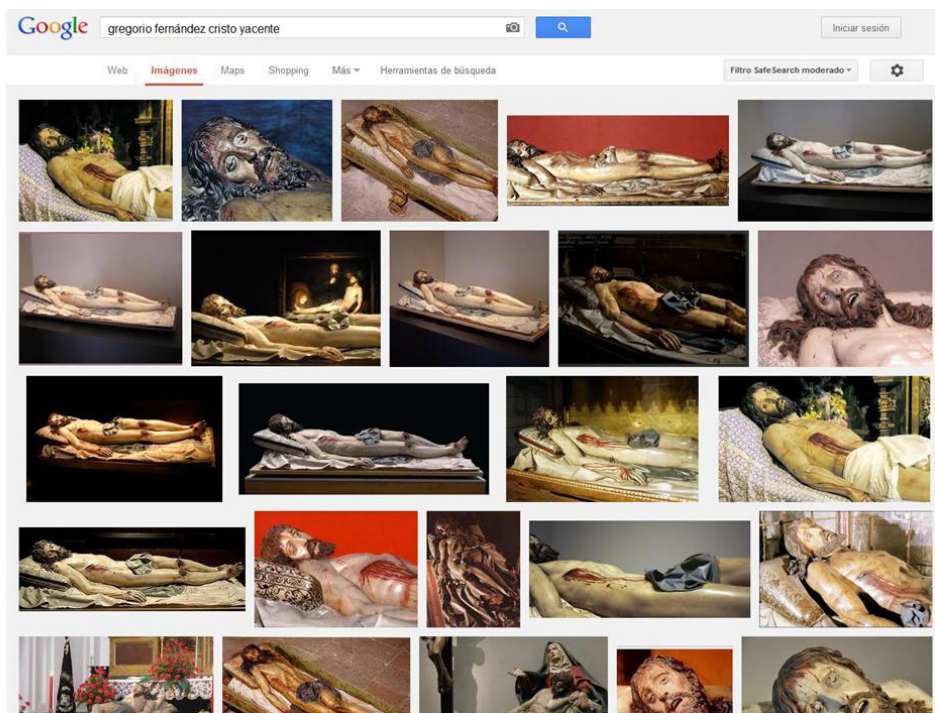 Google
gregorio fernández cristo yacente
Iniciar sesión
Web Imágenes Maps Shopping Más Herramientas de búsqueda
Filtro SafeSearch moderado